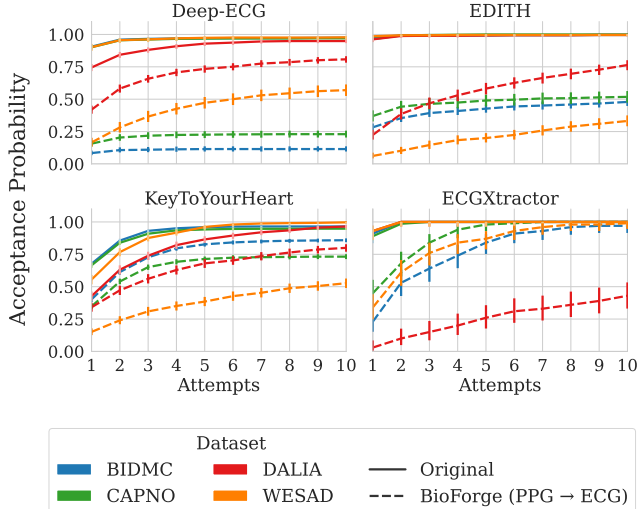 Deep-ECG
EDITH
1.00
0.75
0.50
0.25
0.00
KeyToYourHeart
ECGXtractor
1.00
0.75
0.50
0.25
0.00
Acceptance Probability
1 2 3 4 5 6 7 8 9 10
1 2 3 4 5 6 7 8 9 10
Attempts
Attempts
Dataset
BIDMC
DALIA
Original
CAPNO
WESAD
BioForge (PPG → ECG)